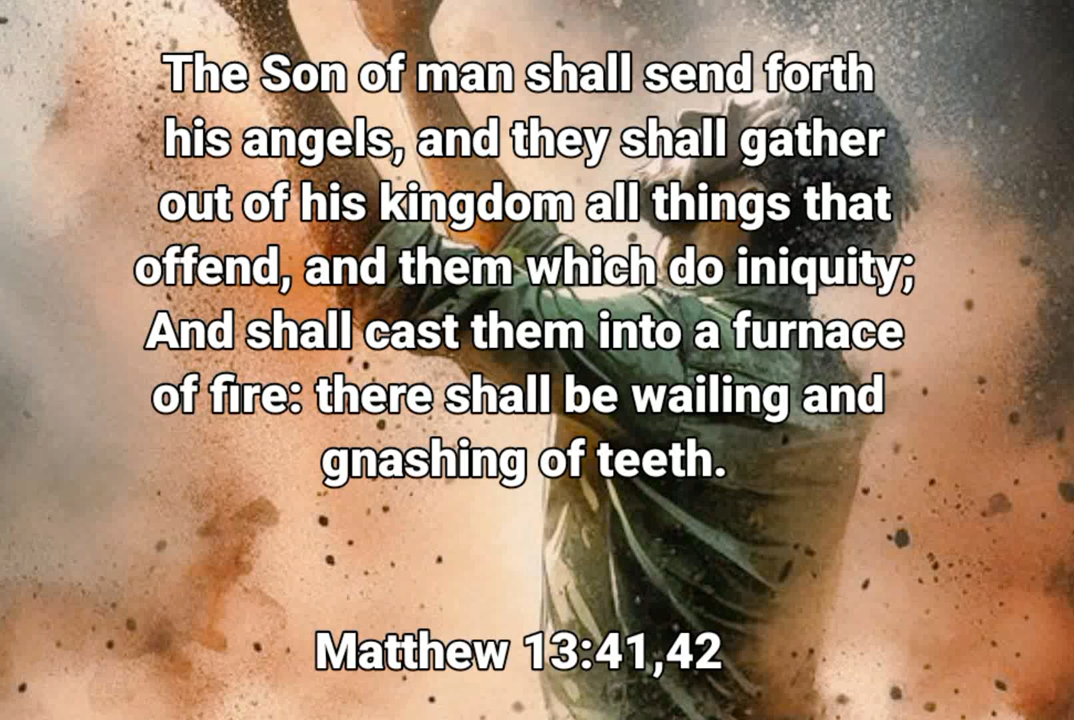 The Son of man shall send forth
his angels, and they shall gather
out of his kingdom all things that
offend, and them which do iniquity;
And shall cast them into a furnace
of fire: there shall be wailing and
gnashing of teeth.
Matthew 13:41,42